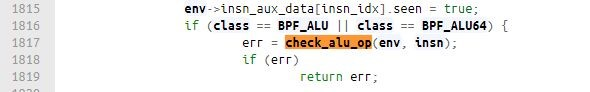 1815 env->insn_aux_data[insn_idx].seen = true;
1816 if (class == BPF_ALU || class == BPF_ALU64) {
1817 err = check_alu_op(env, insn);
1818 if (err)
1819 return err;